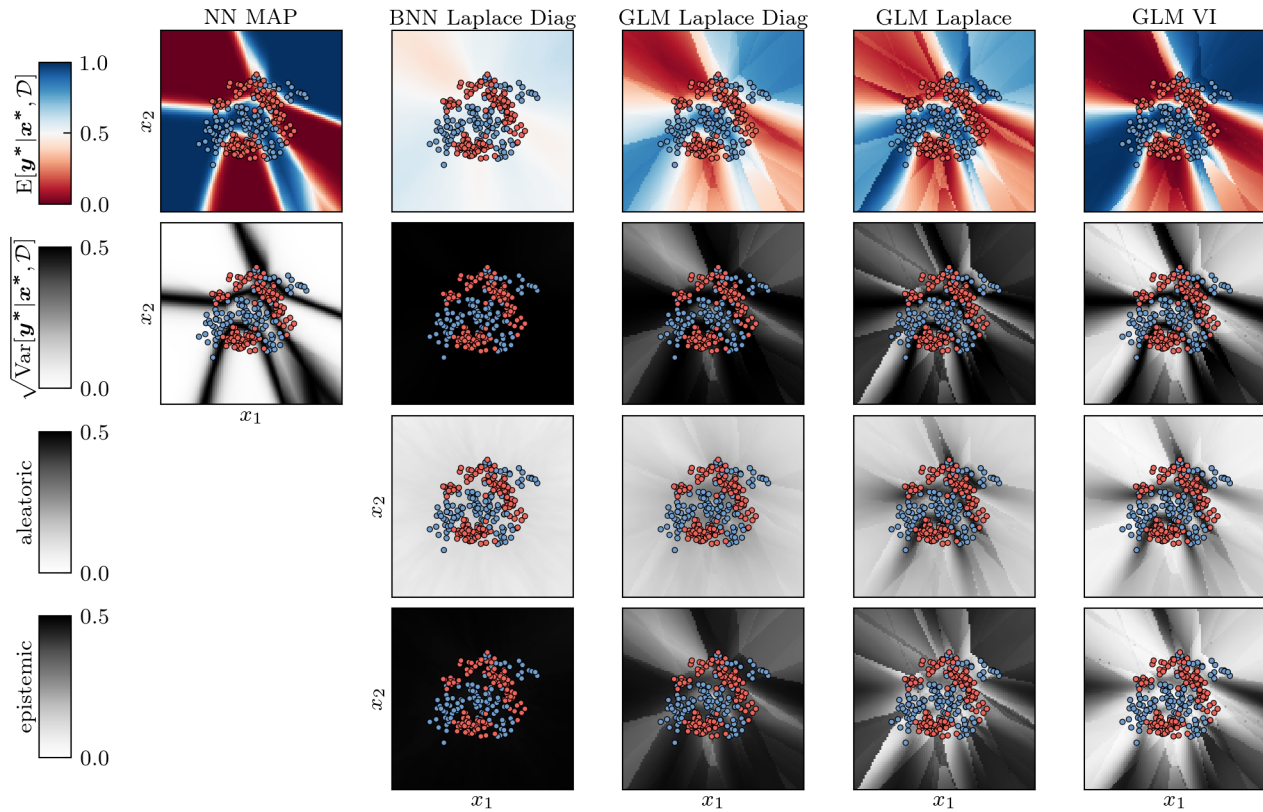 NN MAP
BNN Laplace Diag
GLM Laplace Diag
GLM Laplace
GLM VI
E[y*|x*, D]
1.0
0.5
0.0
x₂
√Var[y*|x*, D]
0.5
0.0
x₂
x₁
aleatoric
0.5
0.0
x₂
epistemic
0.5
0.0
x₂
x₁
x₁
x₁
x₁